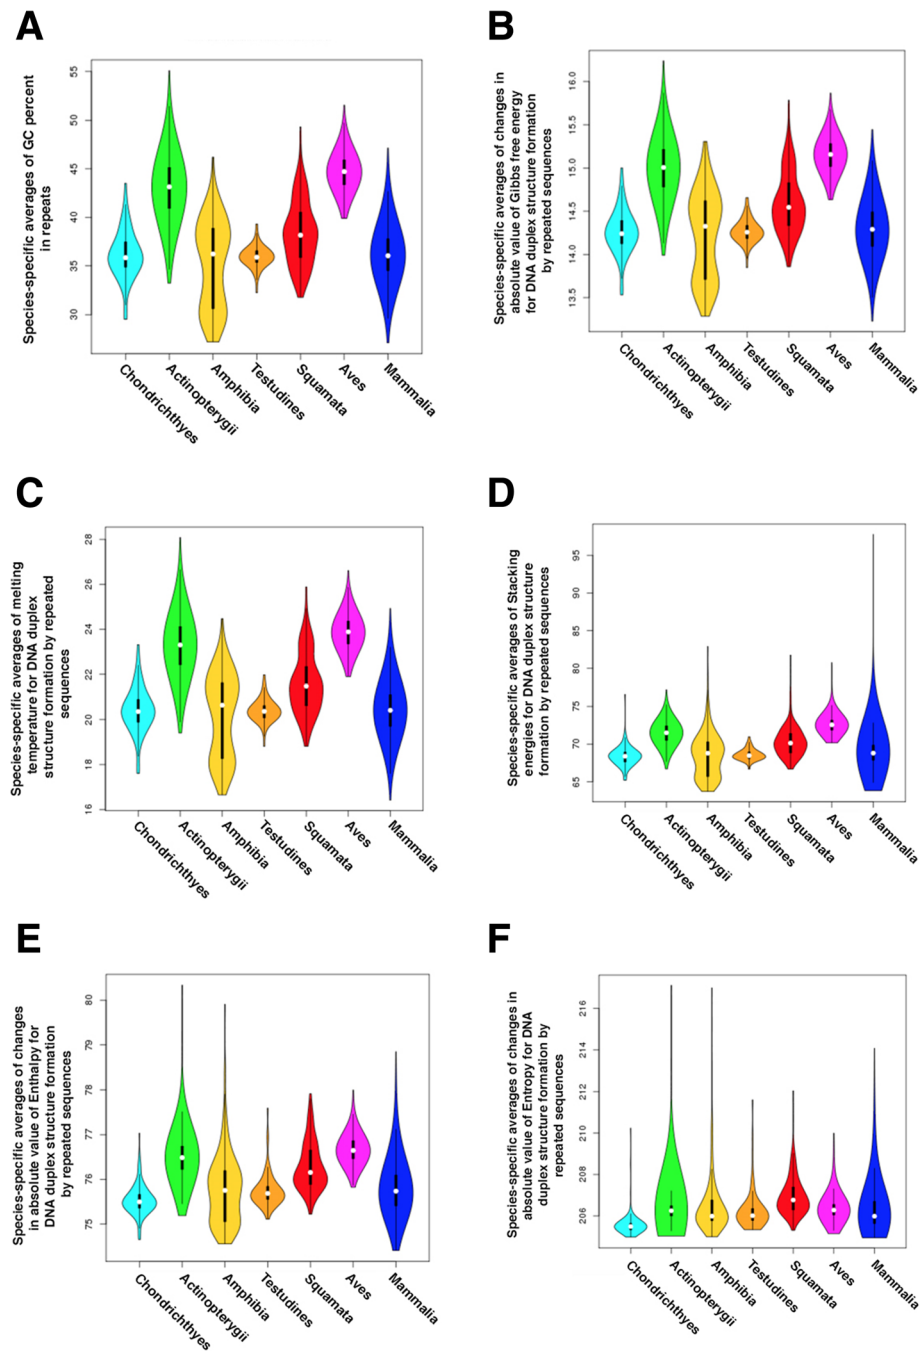 A
Species-specific averages of GC percent
in repeats
55
50
45
40
35
30
Chondrichthyes
Actinopterygii
Amphibia
Testudines
Squamata
Aves
Mammalia
B
Species-specific averages of changes in
absolute value of Gibbs free energy
for DNA duplex structure formation
by repeated sequences
16.0
15.5
15.0
14.5
14.0
13.5
Chondrichthyes
Actinopterygii
Amphibia
Testudines
Squamata
Aves
Mammalia
C
Species-specific averages of melting
temperature for DNA duplex
structure formation by repeated
sequences
28
26
24
22
20
18
16
Chondrichthyes
Actinopterygii
Amphibia
Testudines
Squamata
Aves
Mammalia
D
Species-specific averages of Stacking
energies for DNA duplex structure
formation by repeated sequences
95
90
85
80
75
70
65
Chondrichthyes
Actinopterygii
Amphibia
Testudines
Squamata
Aves
Mammalia
E
Species-specific averages of changes
in absolute value of Enthalpy for
DNA duplex structure formation
by repeated sequences
80
79
78
77
76
75
Chondrichthyes
Actinopterygii
Amphibia
Testudines
Squamata
Aves
Mammalia
F
Species-specific averages of changes in
absolute value of Entropy for DNA
duplex structure formation by
repeated sequences
216
214
212
210
208
206
Chondrichthyes
Actinopterygii
Amphibia
Testudines
Squamata
Aves
Mammalia